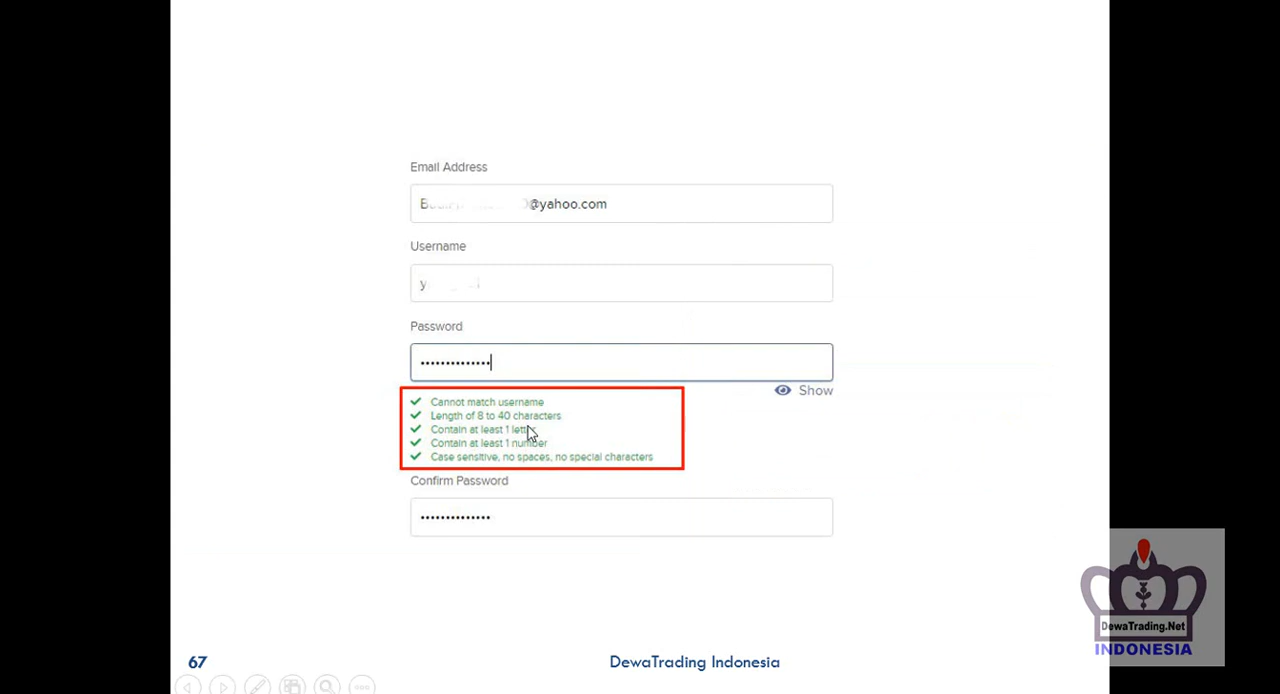 Email Address
@yahoo.com
Username
Password
••••••••••••••
Show
Cannot match username
Length of 8 to 40 characters
Contain at least 1 letter
Contain at least 1 number
Case sensitive, no spaces, no special characters
Confirm Password
••••••••••••••
DewaTrading.Net
INDONESIA
67
DewaTrading Indonesia